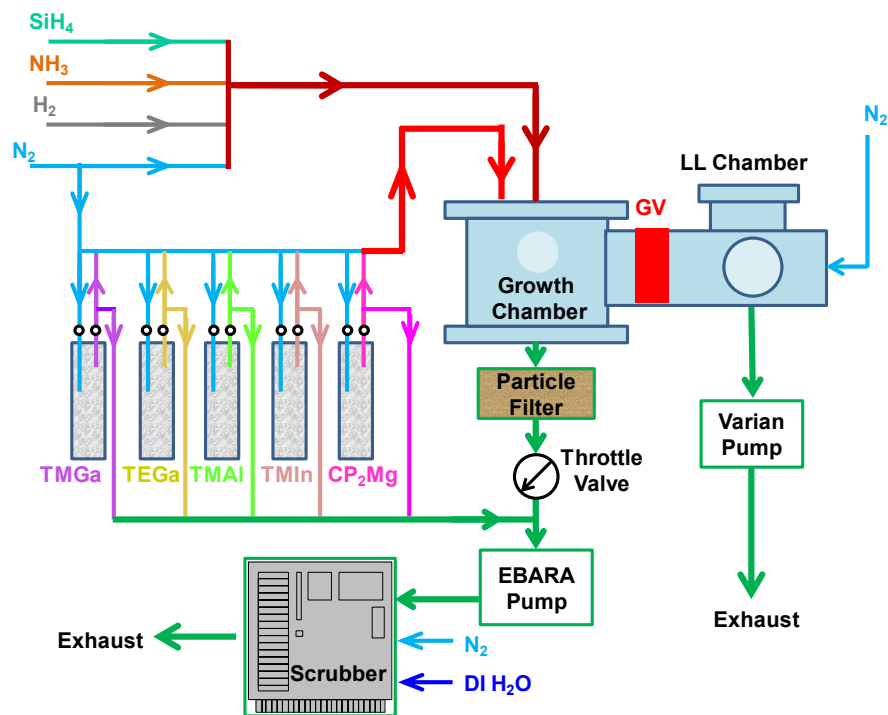 SiH4
NH3
H2
N2
N2
LL Chamber
GV
Growth
Chamber
Particle
Filter
Varian
Pump
TMGa
TEGa
TMAl
TMIn
CP2Mg
Throttle
Valve
EBARA
Pump
Exhaust
Exhaust
N2
Scrubber
DI H2O